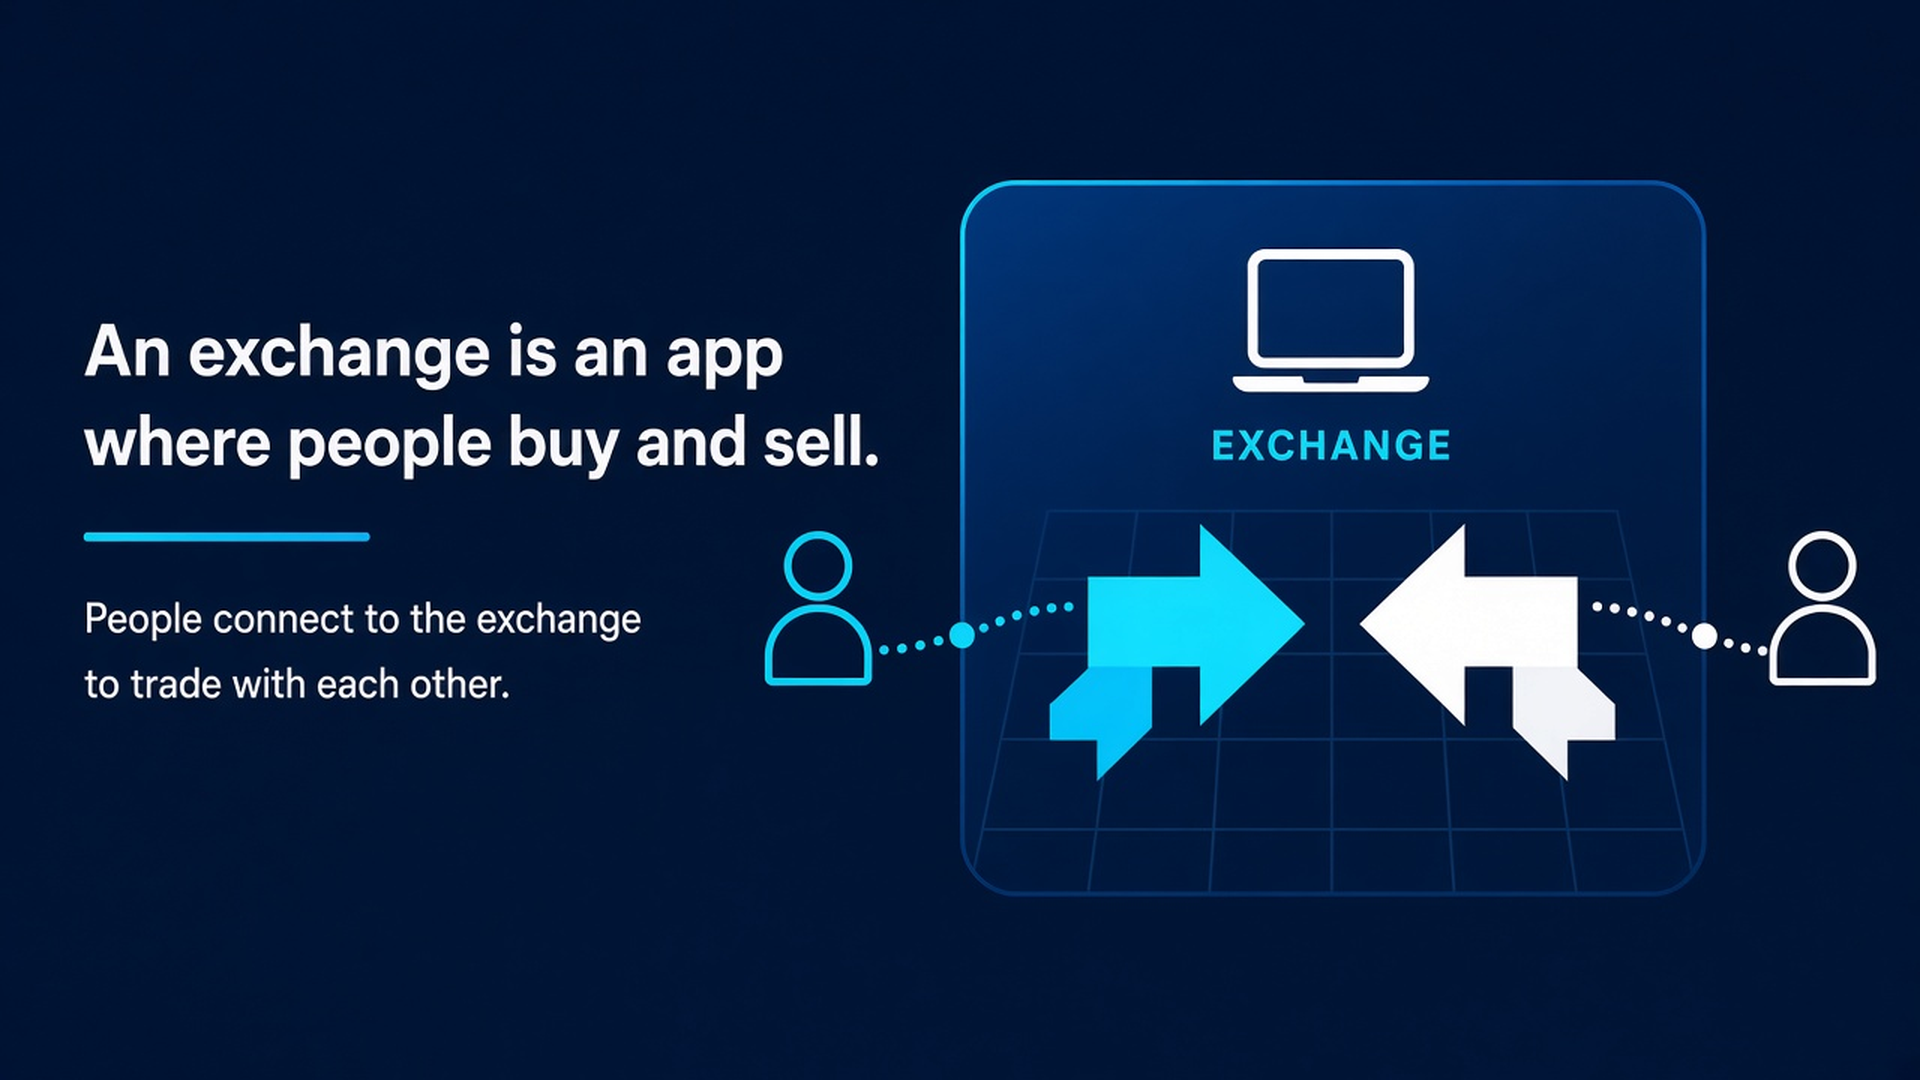 An exchange is an app
where people buy and sell.
People connect to the exchange
to trade with each other.
EXCHANGE